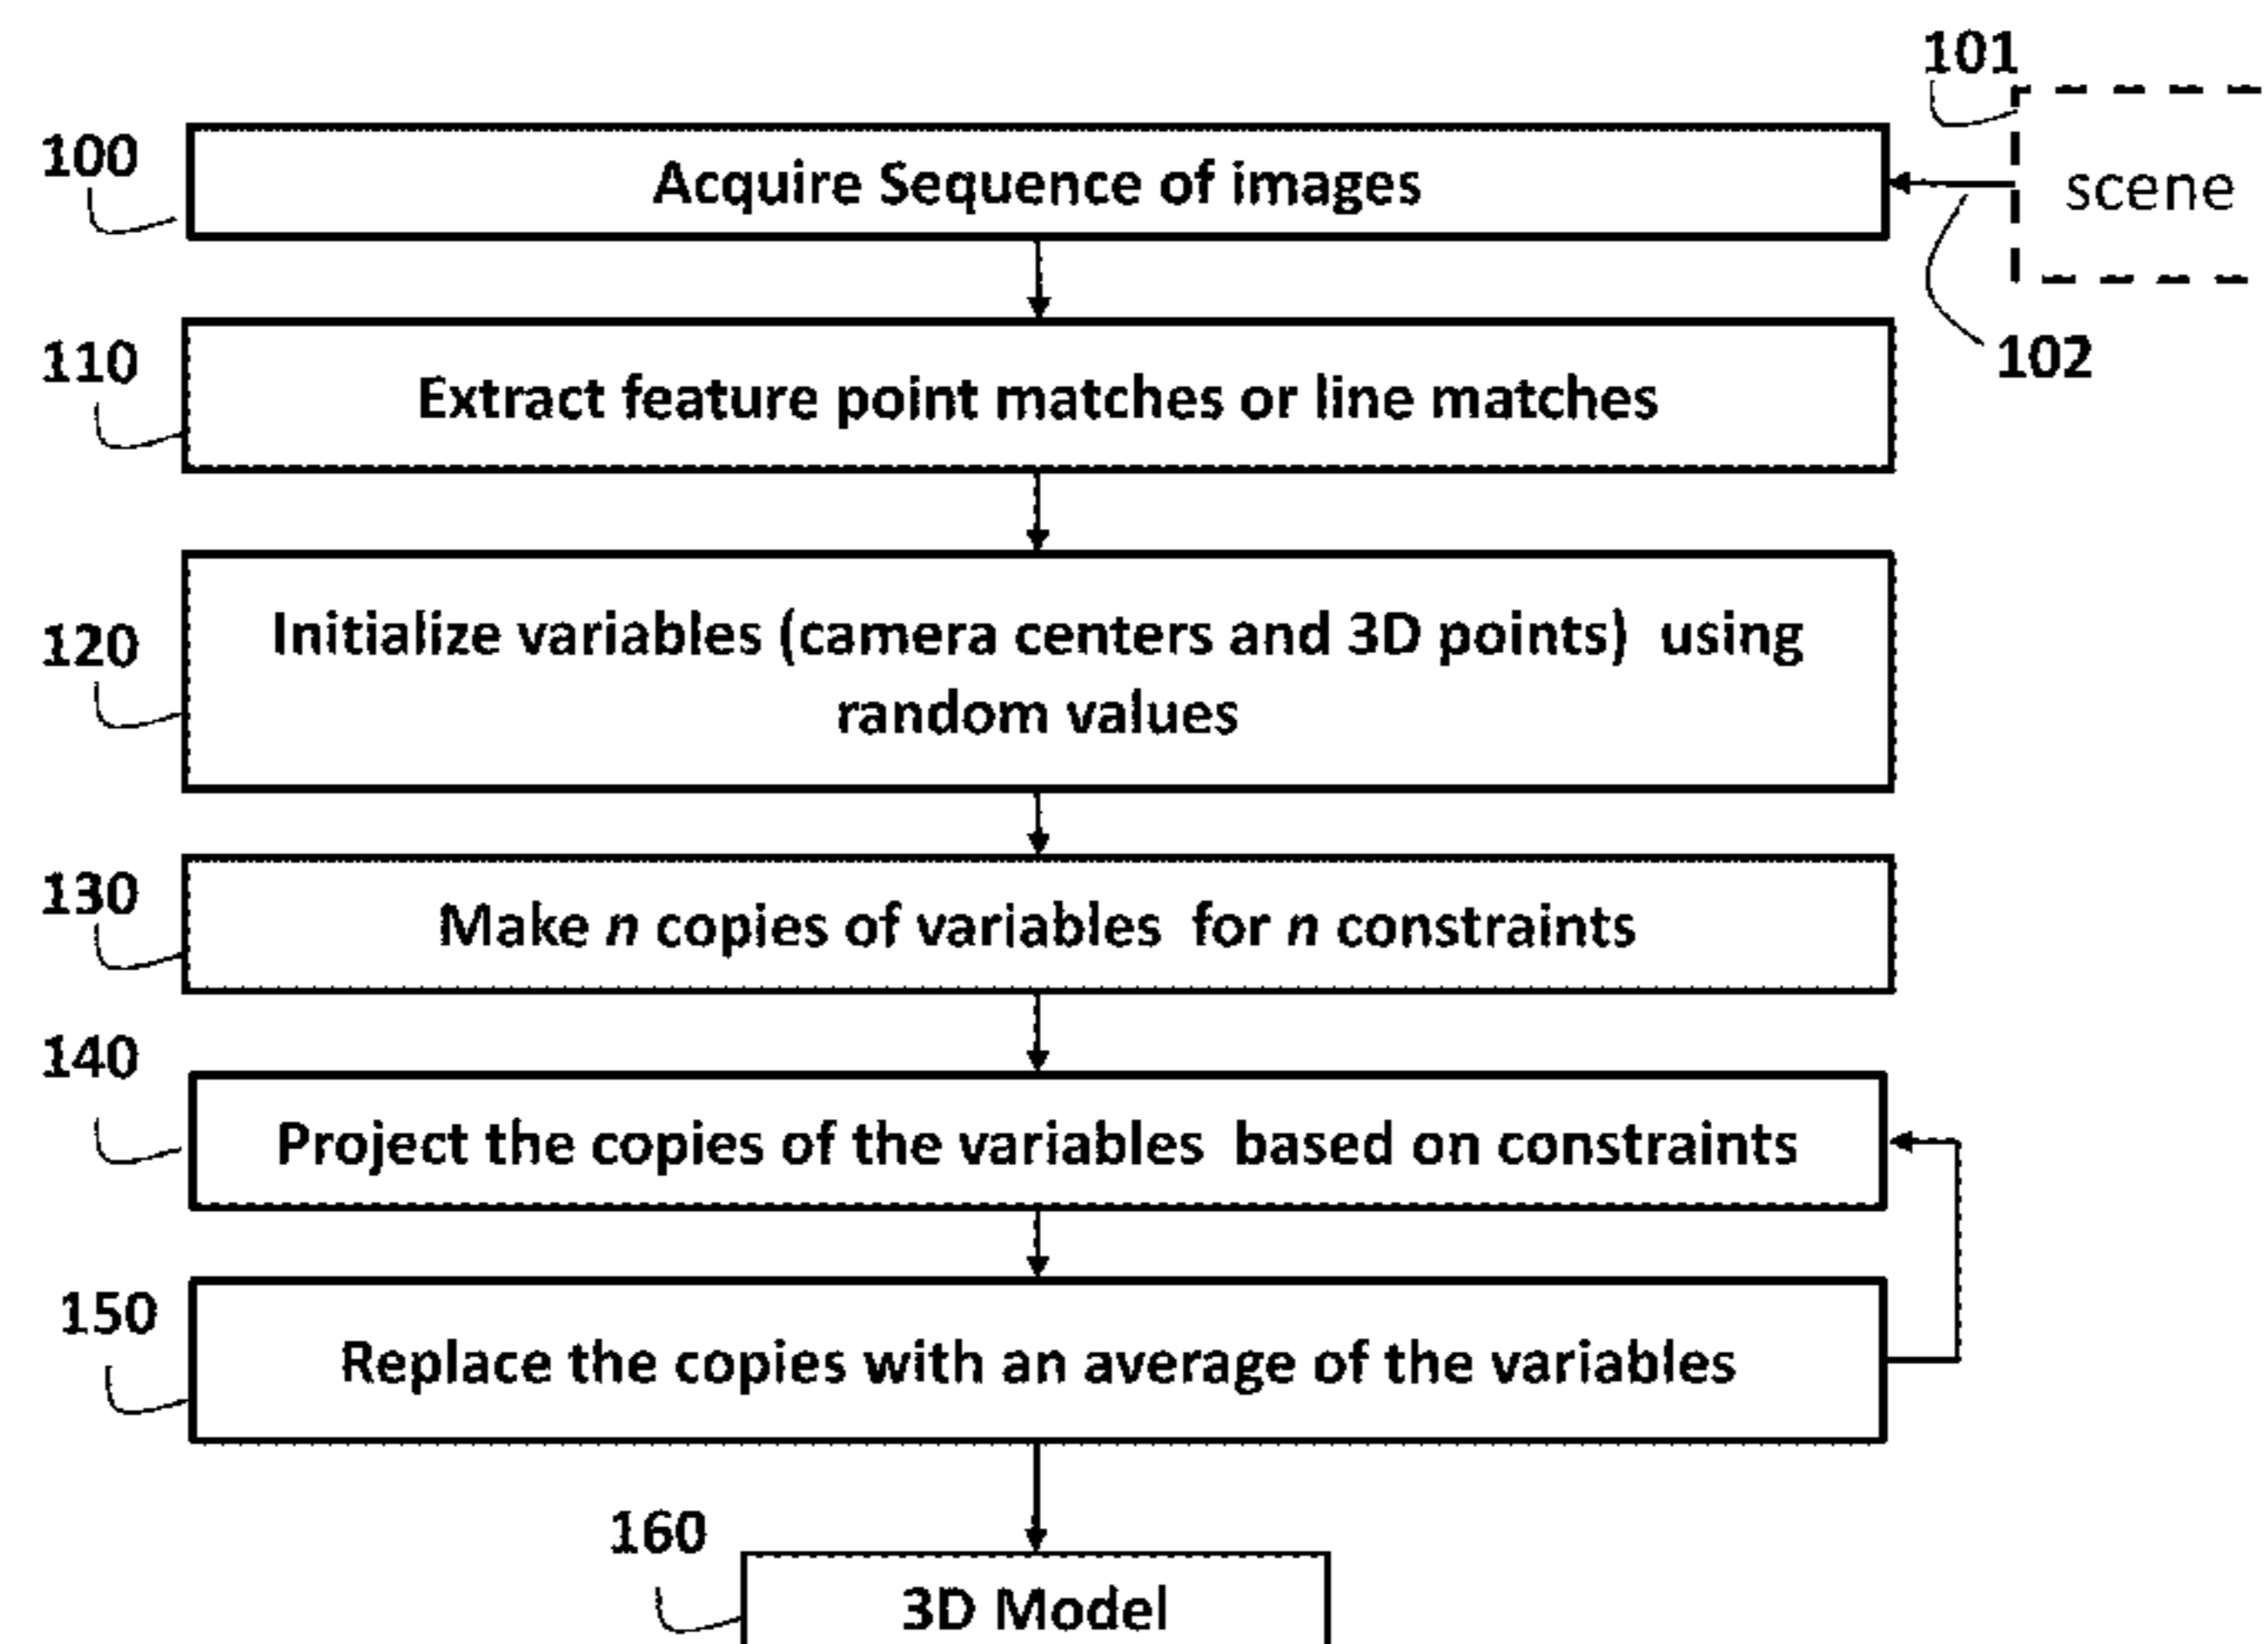 101
100
Acquire Sequence of images
scene
102
110
Extract feature point matches or line matches
120
Initialize variables (camera centers and 3D points) using
random values
130
Make n copies of variables for n constraints
140
Project the copies of the variables based on constraints
150
Replace the copies with an average of the variables
160
3D Model